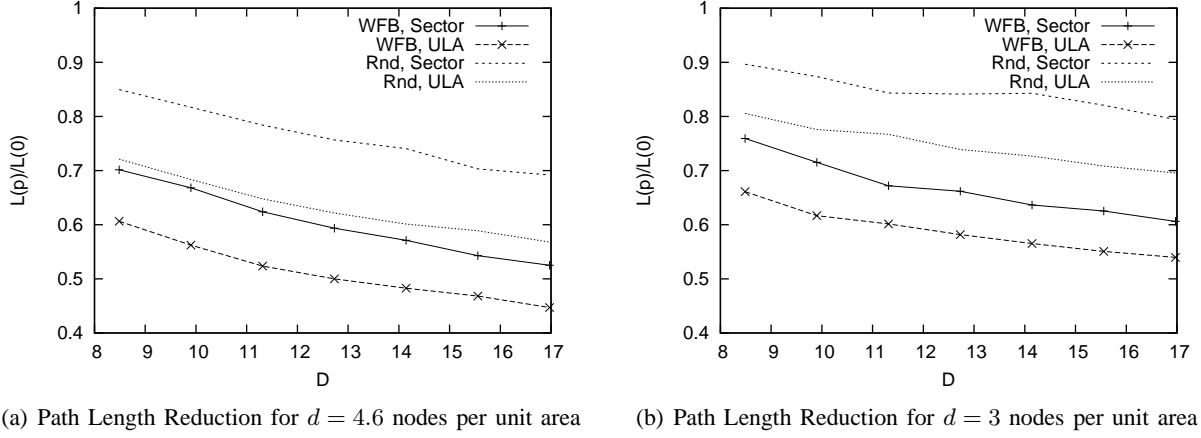 1
0.9
0.8
0.7
0.6
0.5
0.4
L(p)/L(0)
8 9 10 11 12 13 14 15 16 17
D
WFB, Sector
WFB, ULA
Rnd, Sector
Rnd, ULA
(a) Path Length Reduction for d = 4.6 nodes per unit area
1
0.9
0.8
0.7
0.6
0.5
0.4
L(p)/L(0)
8 9 10 11 12 13 14 15 16 17
D
WFB, Sector
WFB, ULA
Rnd, Sector
Rnd, ULA
(b) Path Length Reduction for d = 3 nodes per unit area